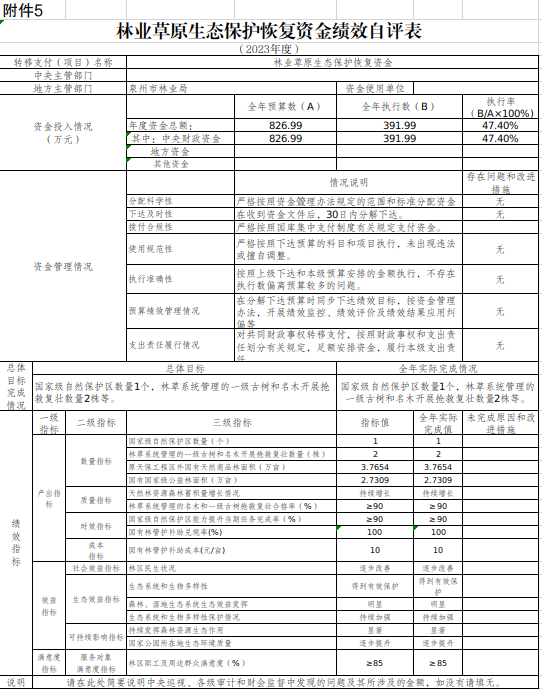 附件5
林业草原生态保护恢复资金绩效自评表
（2023年度）
转移支付（项目）名称 林业草原生态保护恢复资金
中央主管部门
地方主管部门 泉州市林业局 资金使用单位
资金投入情况（万元） 全年预算数（A） 全年执行数（B） 执行率（B/A×100%）
年度资金总额： 826.99 391.99 47.40%
其中：中央财政资金 826.99 391.99 47.40%
地方资金
其他资金
资金管理情况 情况说明 存在问题和改进措施
分配科学性 严格按照资金管理办法规定的范围和标准分配资金 无
下达及时性 在收到资金文件后，30日内分解下达。 无
拨付合规性 严格按照国库集中支付制度有关规定支付资金。
使用规范性 严格按照下达预算的科目和项目执行，未出现违法或擅自调整。 无
执行准确性 按照上级下达和本级预算安排的金额执行，不存在执行数偏离预算数较多的问题。 无
预算绩效管理情况 在分解下达预算时同步下达绩效目标，按资金管理办法，开展绩效监控、绩效评价及绩效结果应用纠偏等 无
支出责任履行情况 对共同财政事权转移支付，按照财政事权和支出责任划分有关规定，足额安排资金，履行本级支出责任 无
总体目标完成情况 总体目标 全年实际完成情况
国家级自然保护区数量1个，林草系统管理的一级古树和名木开展抢救复壮数量2株等。 国家级自然保护区数量1个，林草系统管理的一级古树和名木开展抢救复壮数量2株等。
绩效指标 一级指标 二级指标 三级指标 指标值 全年实际完成值 未完成原因和改进措施
产出指标 数量指标 国家级自然保护区数量（个） 1 1
林草系统管理的一级古树和名木开展抢救复壮数量（株） 2 2
原天保工程区外国有天然商品林面积（万亩） 3.7654 3.7654
国有国家级公益林面积（万亩） 2.7309 2.7309
质量指标 天然林资源森林蓄积量增长情况 持续增长 持续增长
林草系统管理的名木和一级古树抢救复壮合格率（%） ≥90 ≥90
时效指标 国家级自然保护区能力提升当期任务完成率（%） ≥90 ≥90
国有林管护补助兑现率(%) 100 100
成本指标 国有林管护补助成本(元/亩) 10 10
效益指标 社会效益指标 林区民生状况 逐步改善 逐步改善
生态效益指标 生态系统和生物多样性 得到有效保护 得到有效保护
森林、湿地生态系统生态效益发挥 明显 明显
生态系统和生物多样性保护情况 持续加强 持续加强
可持续影响指标 持续发挥森林资源生态作用 显著 显著
国家公园所在地生态环境质量 逐步提升 逐步提升
满意度指标 服务对象满意度指标 林区职工及周边群众满意度（%） ≥85 ≥85
说明 请在此处简要说明中央巡视、各级审计和财会监督中发现的问题及其所涉及的金额，如没有请填无。